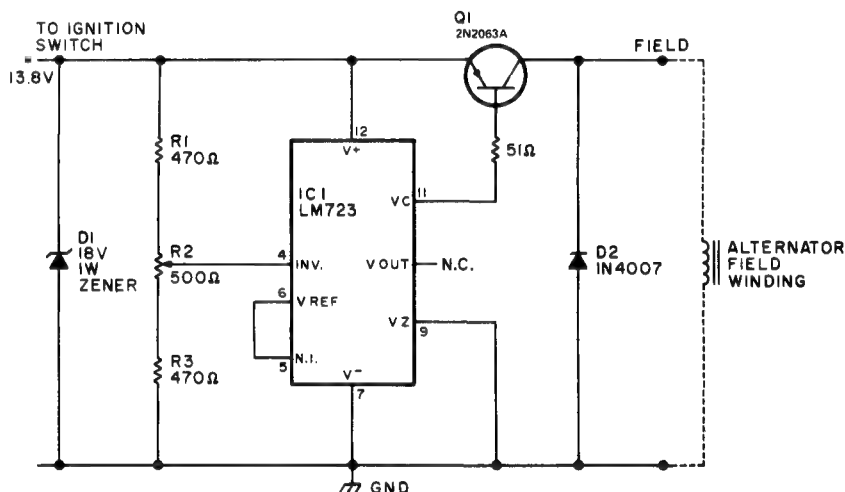 TO IGNITION
SWITCH
13.8V
Q1
2N2063A
FIELD
R1
470Ω
12
V+
51Ω
IC1
LM723
VC
11
D1
18V
1W
ZENER
R2
500Ω
4
INV.
VOUT
N.C.
D2
1N4007
ALTERNATOR
FIELD
WINDING
6
VREF
VZ
9
R3
470Ω
5
N.I.
V-
7
GND